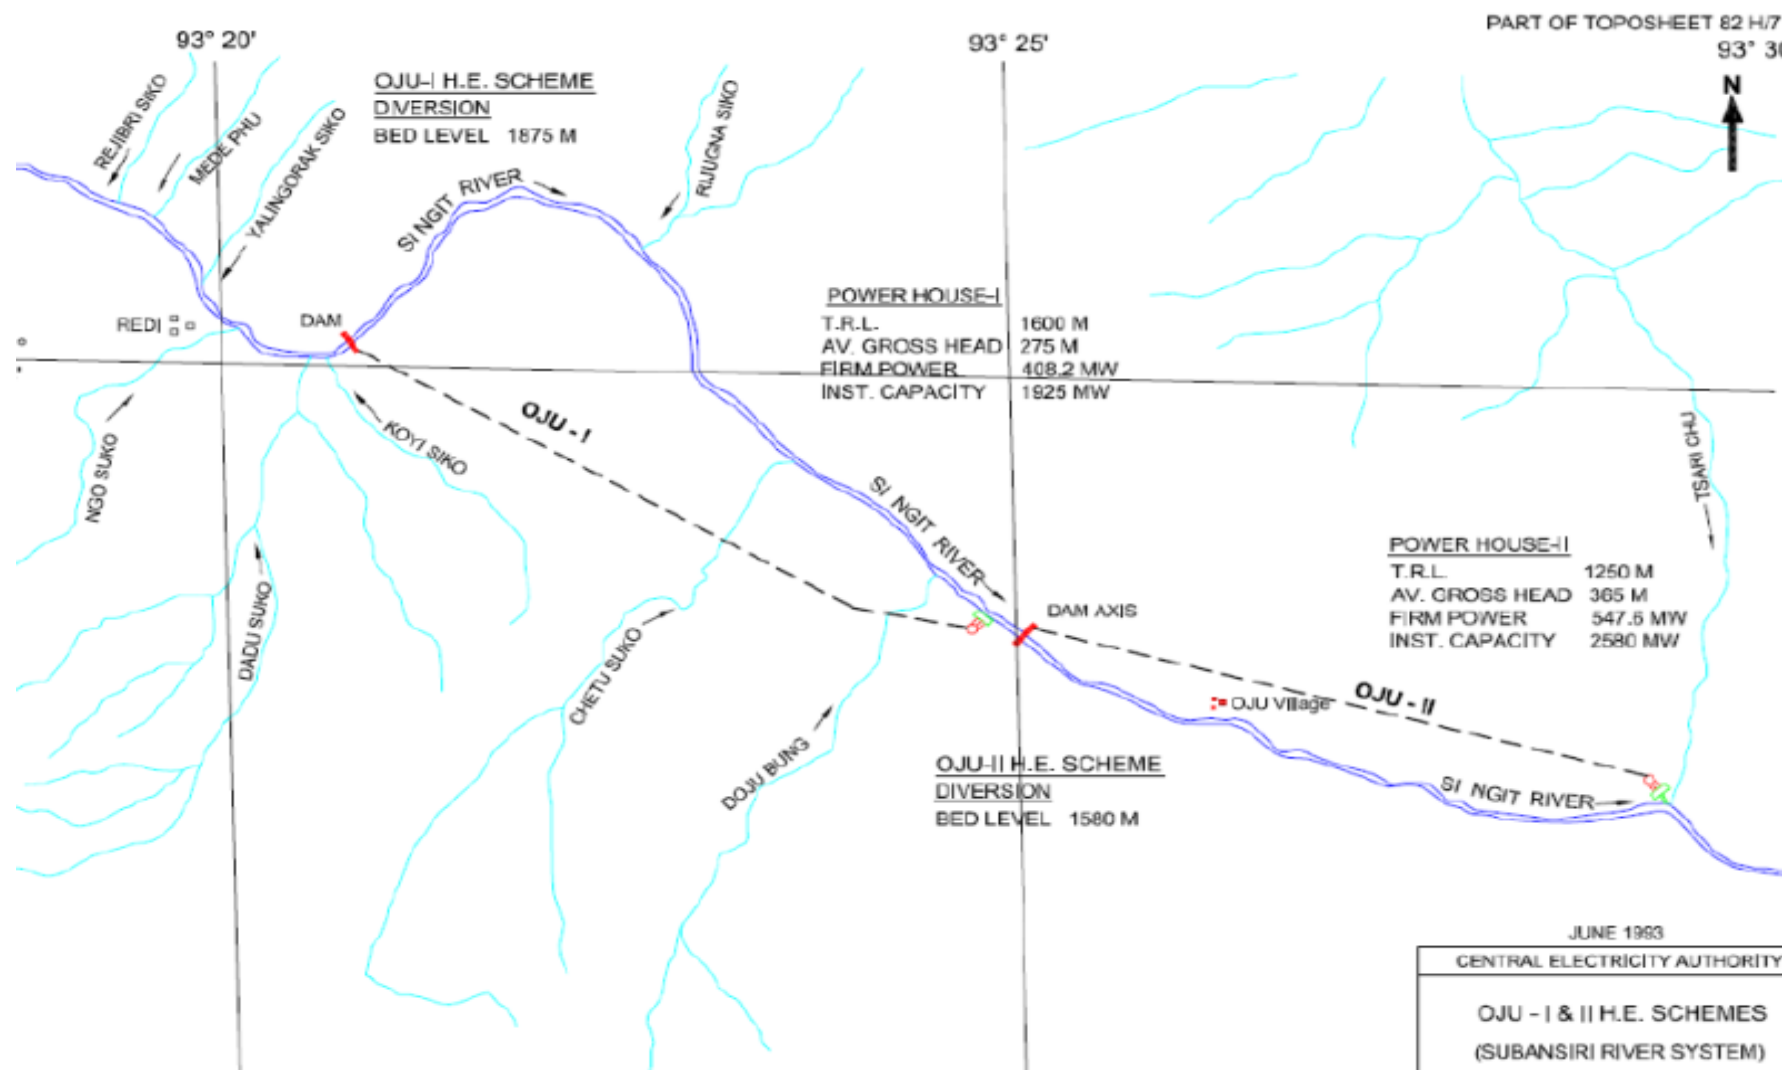 PART OF TOPOSHEET 82 H/7
93° 20'
93° 25'
93° 30
N
OJU-I H.E. SCHEME
DIVERSION
BED LEVEL 1875 M
REJIBRI SIKO
MEDE PHU
YALINGORAK SIKO
SI NGIT RIVER
RIJUGNA SIKO
REDI
DAM
POWER HOUSE-I
T.R.L. 1600 M
AV. GROSS HEAD 275 M
FIRM POWER 408.2 MW
INST. CAPACITY 1925 MW
OJU - I
KOYI SIKO
NGO SUKO
DADU SUKO
CHETU SUKO
DOJU BUNG
SI NGIT RIVER
DAM AXIS
POWER HOUSE-II
T.R.L. 1250 M
AV. GROSS HEAD 365 M
FIRM POWER 547.6 MW
INST. CAPACITY 2580 MW
CHU
OJU Village
OJU - II
OJU-II H.E. SCHEME
DIVERSION
BED LEVEL 1580 M
SI NGIT RIVER
JUNE 1993
CENTRAL ELECTRICITY AUTHORITY
OJU - I & II H.E. SCHEMES
(SUBANSIRI RIVER SYSTEM)